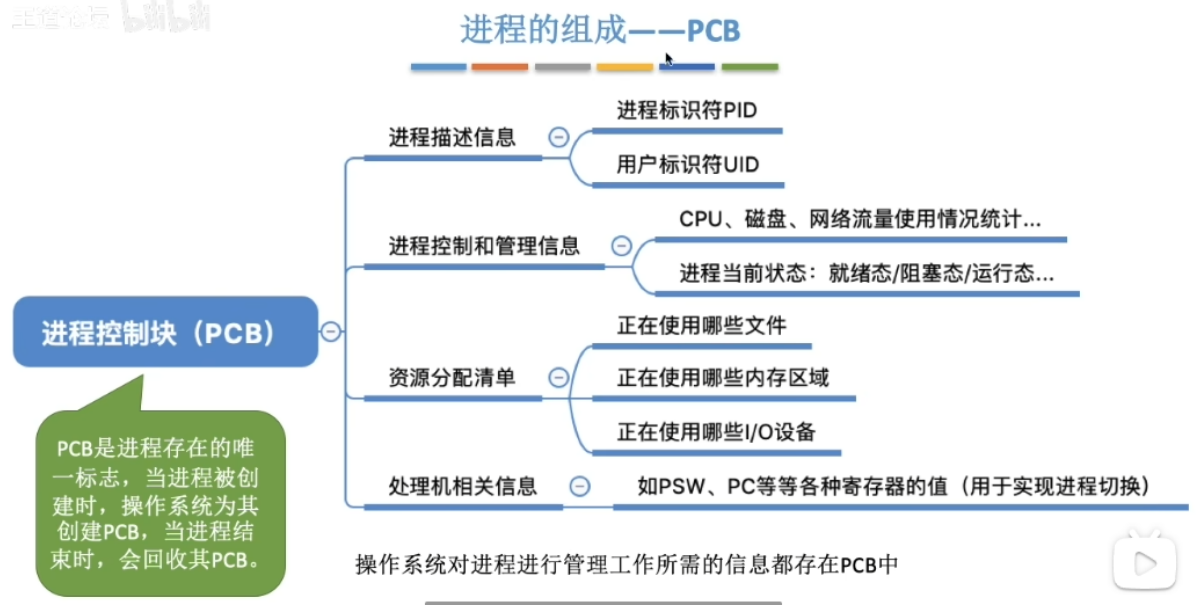 王道论坛 bilibili
进程的组成——PCB
进程描述信息
进程标识符PID
用户标识符UID
进程控制和管理信息
CPU、磁盘、网络流量使用情况统计...
进程当前状态：就绪态/阻塞态/运行态...
进程控制块（PCB）
资源分配清单
正在使用哪些文件
正在使用哪些内存区域
正在使用哪些I/O设备
处理机相关信息
如PSW、PC等等各种寄存器的值（用于实现进程切换）
PCB是进程存在的唯
一标志，当进程被创
建时，操作系统为其
创建PCB，当进程结
束时，会回收其PCB。
操作系统对进程进行管理工作所需的信息都存在PCB中